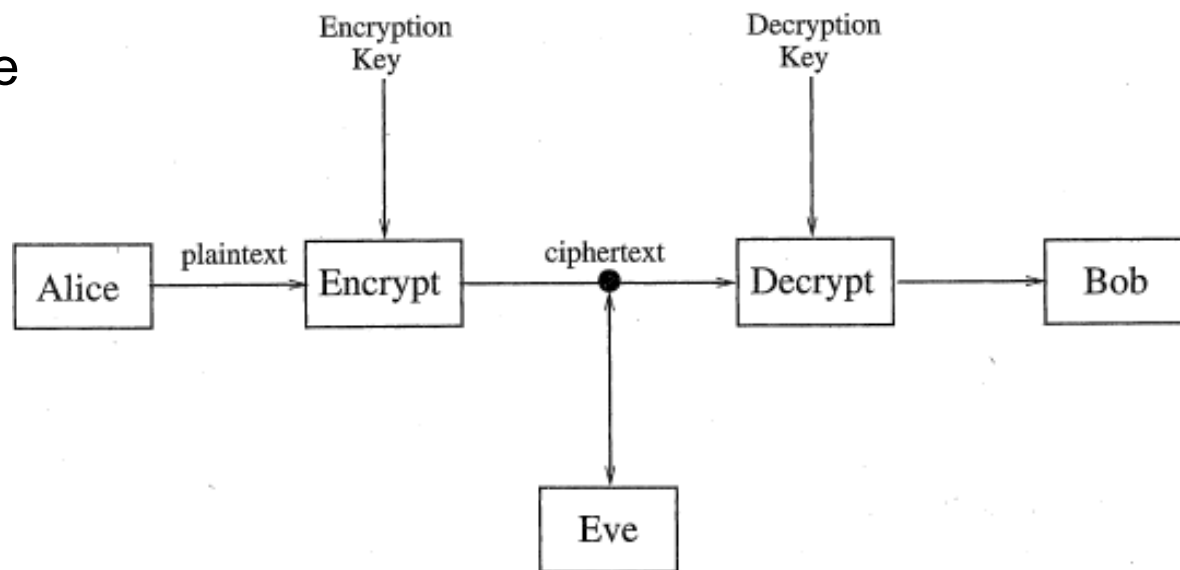 Encryption
Key
Decryption
Key
e
plaintext
ciphertext
Alice
Encrypt
Decrypt
Bob
Eve